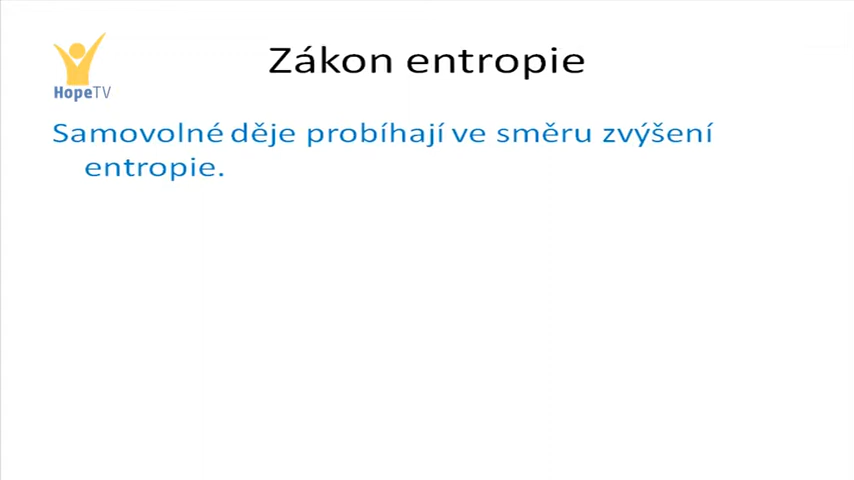 Zákon entropie
HopeTV
Samovolné děje probíhají ve směru zvýšení
entropie.